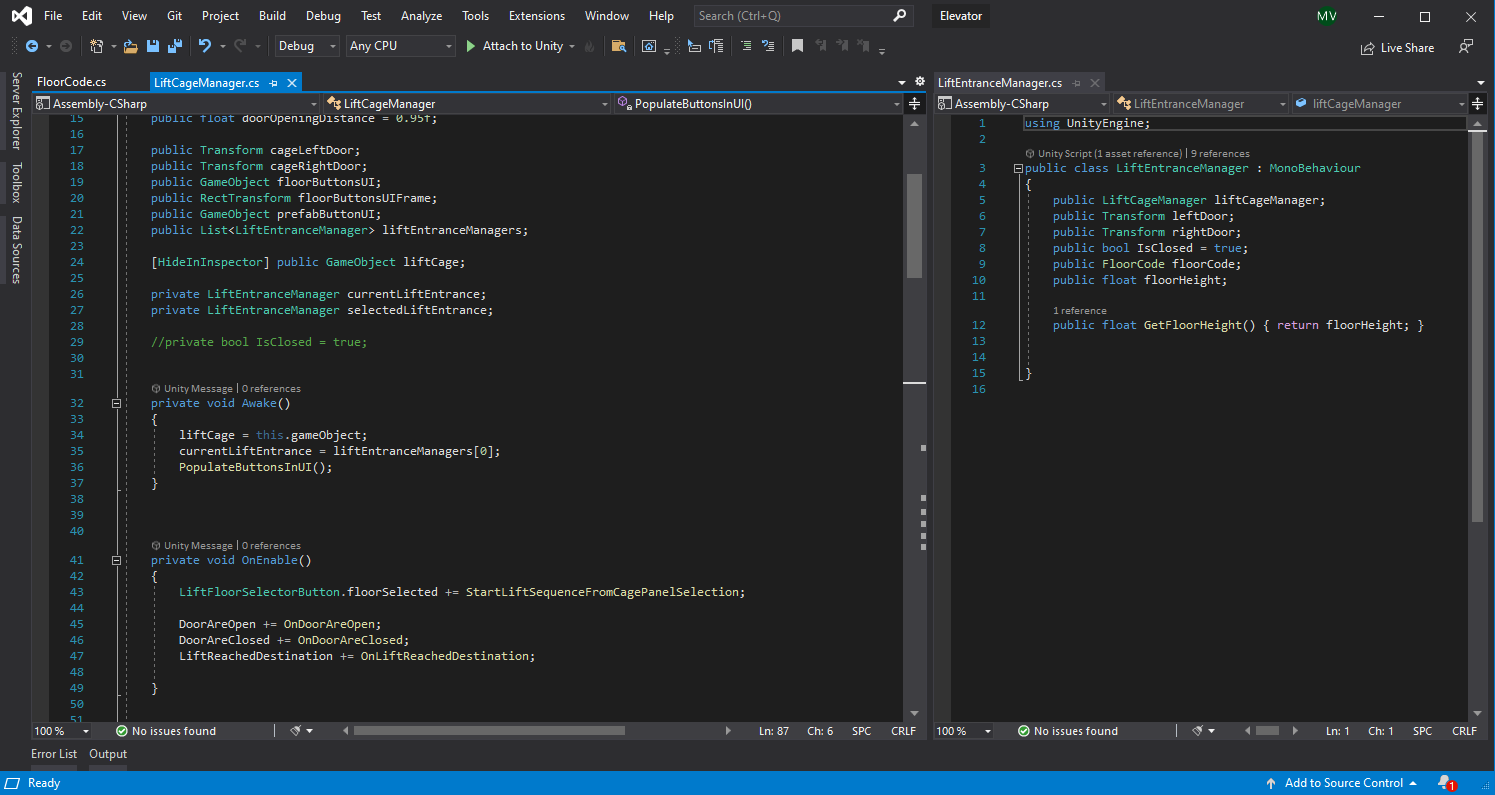 File Edit View Git Project Build Debug Test Analyze Tools Extensions Window Help Search (Ctrl+Q) Elevator MV
Debug Any CPU Attach to Unity Live Share
Server Explorer
Toolbox
Data Sources
FloorCode.cs LiftCageManager.cs
Assembly-CSharp LiftCageManager PopulateButtonsInUI()
15 public float doorOpeningDistance = 0.95f;
16
17 public Transform cageLeftDoor;
18 public Transform cageRightDoor;
19 public GameObject floorButtonsUI;
20 public RectTransform floorButtonsUIFrame;
21 public GameObject prefabButtonUI;
22 public List<LiftEntranceManager> liftEntranceManagers;
23
24 [HideInInspector] public GameObject liftCage;
25
26 private LiftEntranceManager currentLiftEntrance;
27 private LiftEntranceManager selectedLiftEntrance;
28
29 //private bool IsClosed = true;
30
31
Unity Message | 0 references
32 private void Awake()
33 {
34 liftCage = this.gameObject;
35 currentLiftEntrance = liftEntranceManagers[0];
36 PopulateButtonsInUI();
37 }
38
39
40
Unity Message | 0 references
41 private void OnEnable()
42 {
43 LiftFloorSelectorButton.floorSelected += StartLiftSequenceFromCagePanelSelection;
44
45 DoorAreOpen += OnDoorAreOpen;
46 DoorAreClosed += OnDoorAreClosed;
47 LiftReachedDestination += OnLiftReachedDestination;
48
49 }
50
51
100 % No issues found Ln: 87 Ch: 6 SPC CRLF
LiftEntranceManager.cs
Assembly-CSharp LiftEntranceManager liftCageManager
1 using UnityEngine;
2
Unity Script (1 asset reference) | 9 references
3 public class LiftEntranceManager : MonoBehaviour
4 {
5 public LiftCageManager liftCageManager;
6 public Transform leftDoor;
7 public Transform rightDoor;
8 public bool IsClosed = true;
9 public FloorCode floorCode;
10 public float floorHeight;
11
1 reference
12 public float GetFloorHeight() { return floorHeight; }
13
14
15 }
16
100 % No issues found Ln: 1 Ch: 1 SPC CRLF
Error List Output
Ready Add to Source Control 1